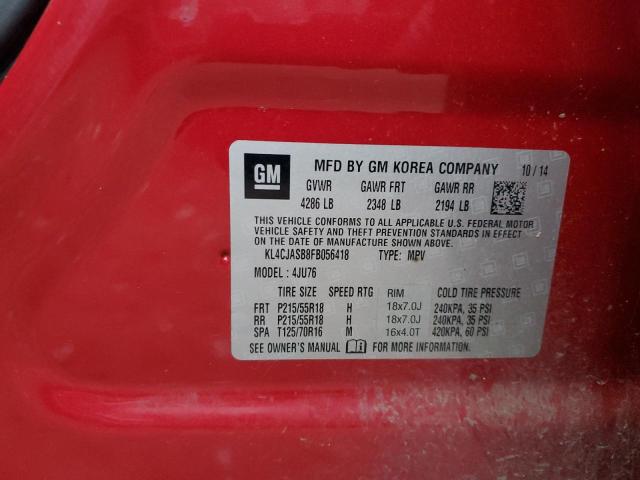 GM MFD BY GM KOREA COMPANY 10 / 14
GVWR GAWR FRT GAWR RR
4286 LB 2348 LB 2194 LB
THIS VEHICLE CONFORMS TO ALL APPLICABLE U.S. FEDERAL MOTOR
VEHICLE SAFETY AND THEFT PREVENTION STANDARDS IN EFFECT
ON THE DATE OF MANUFACTURE SHOWN ABOVE.
KL4CJASB8FB056418 TYPE: MPV
MODEL : 4JU76
TIRE SIZE SPEED RTG RIM COLD TIRE PRESSURE
FRT P215/55R18 H 18x7.0J 240KPA, 35 PSI
RR P215/55R18 H 18x7.0J 240KPA, 35 PSI
SPA T125/70R16 M 16x4.0T 420KPA, 60 PSI
SEE OWNER'S MANUAL FOR MORE INFORMATION.